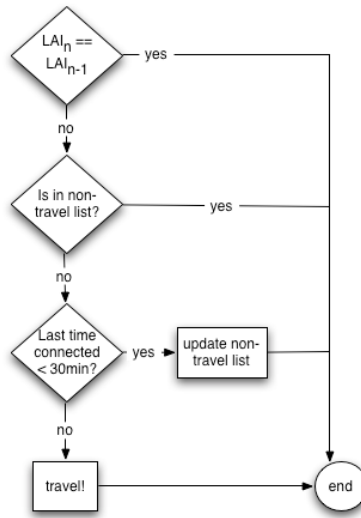 LAIn ==
LAIn-1
yes
no
Is in non-
travel list?
yes
no
Last time
connected
< 30min?
yes
update non-
travel list
no
travel!
end